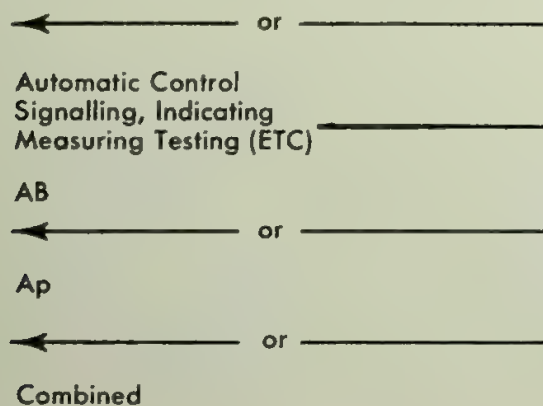 or
Automatic Control
Signalling, Indicating
Measuring Testing (ETC)
AB
or
Ap
or
Combined